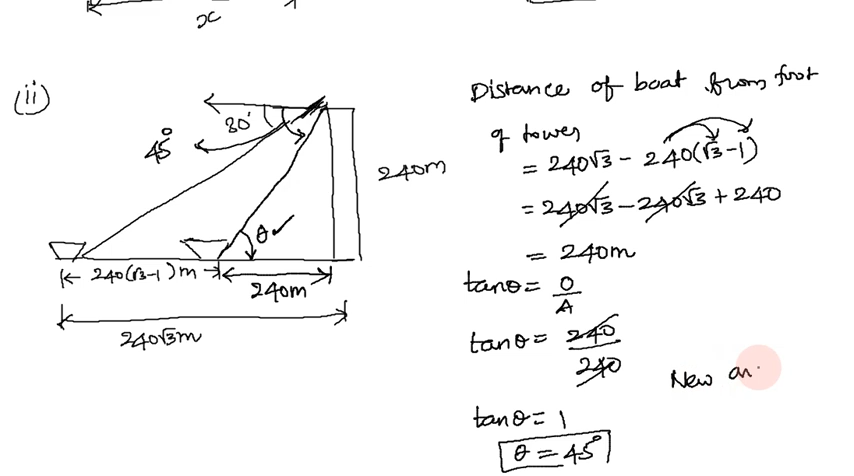 x
(ii)
30°
45°
240m
θ ✓
240(√3-1) m
240m
240√3m
Distance of boat from foot
of tower
= 240√3 - 240(√3-1)
= 240√3 - 240√3 + 240
= 240m
tanθ = O/A
tanθ = 240/240
tanθ = 1
θ = 45°
New an